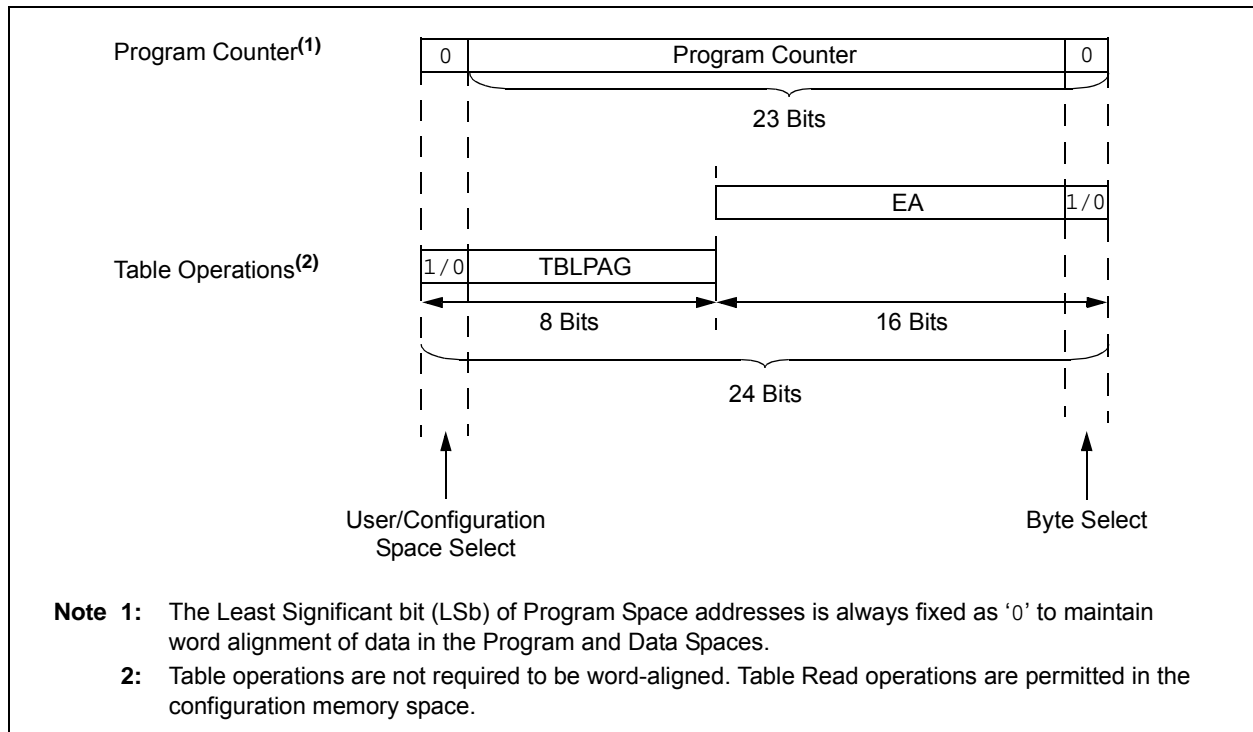 Program Counter(1)
0
Program Counter
0
23 Bits
EA
1/0
Table Operations(2)
1/0
TBLPAG
8 Bits
16 Bits
24 Bits
User/Configuration
Space Select
Byte Select
Note 1: The Least Significant bit (LSb) of Program Space addresses is always fixed as ‘0’ to maintain
word alignment of data in the Program and Data Spaces.
2: Table operations are not required to be word-aligned. Table Read operations are permitted in the
configuration memory space.